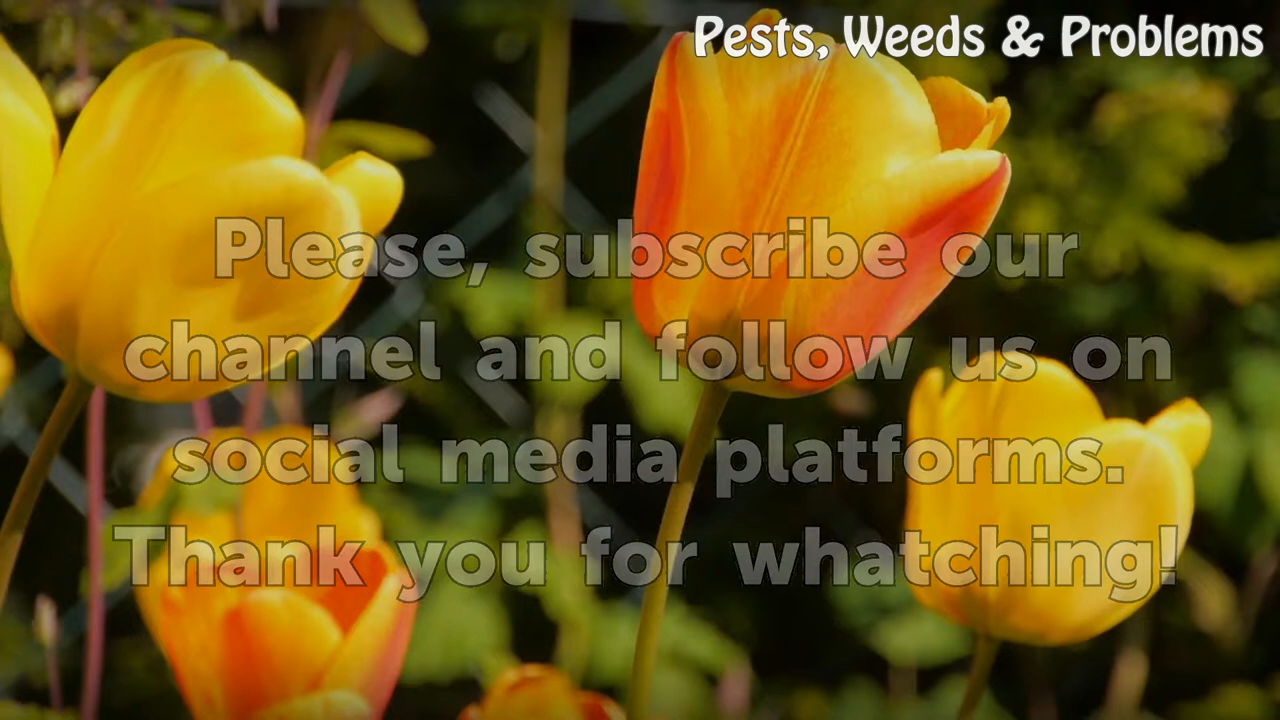 Pests, Weeds & Problems
Please, subscribe our
channel and follow us on
social media platforms.
Thank you for whatching!